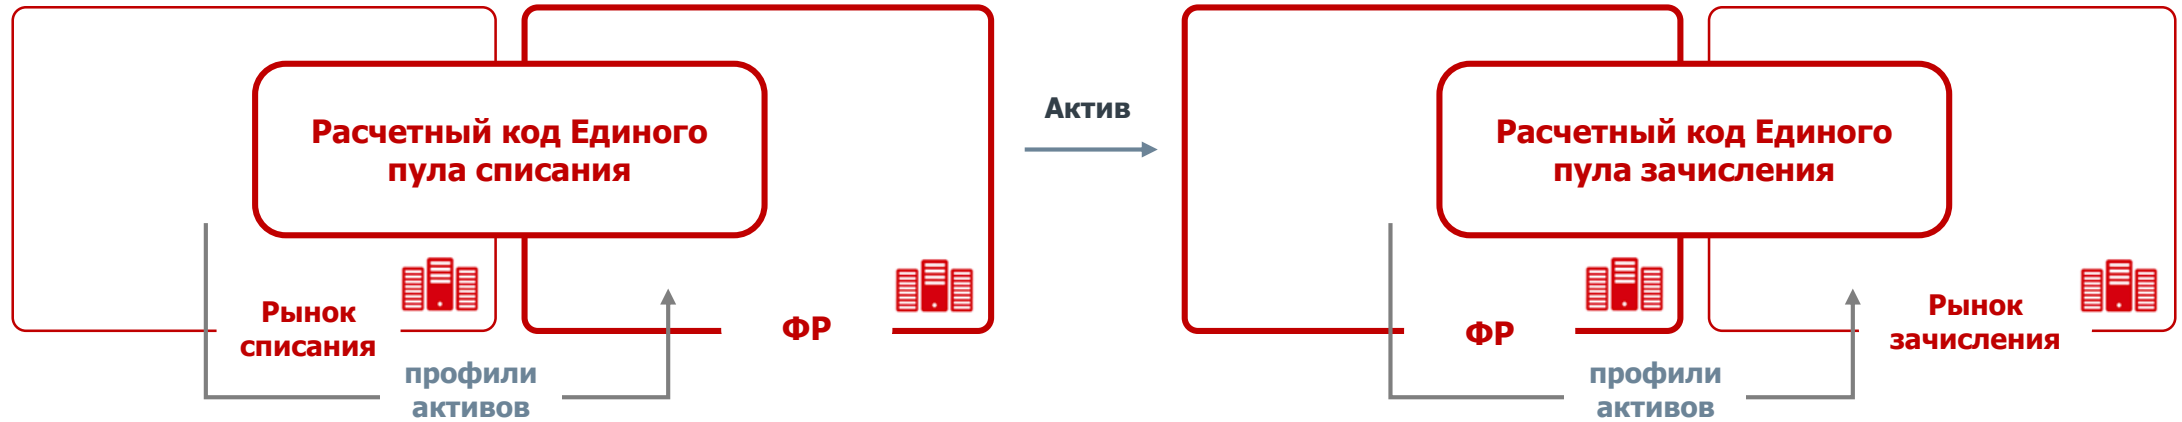 Расчетный код Единого
пула списания
Рынок
списания
ФР
профили
активов
Актив
Расчетный код Единого
пула зачисления
ФР
Рынок
зачисления
профили
активов